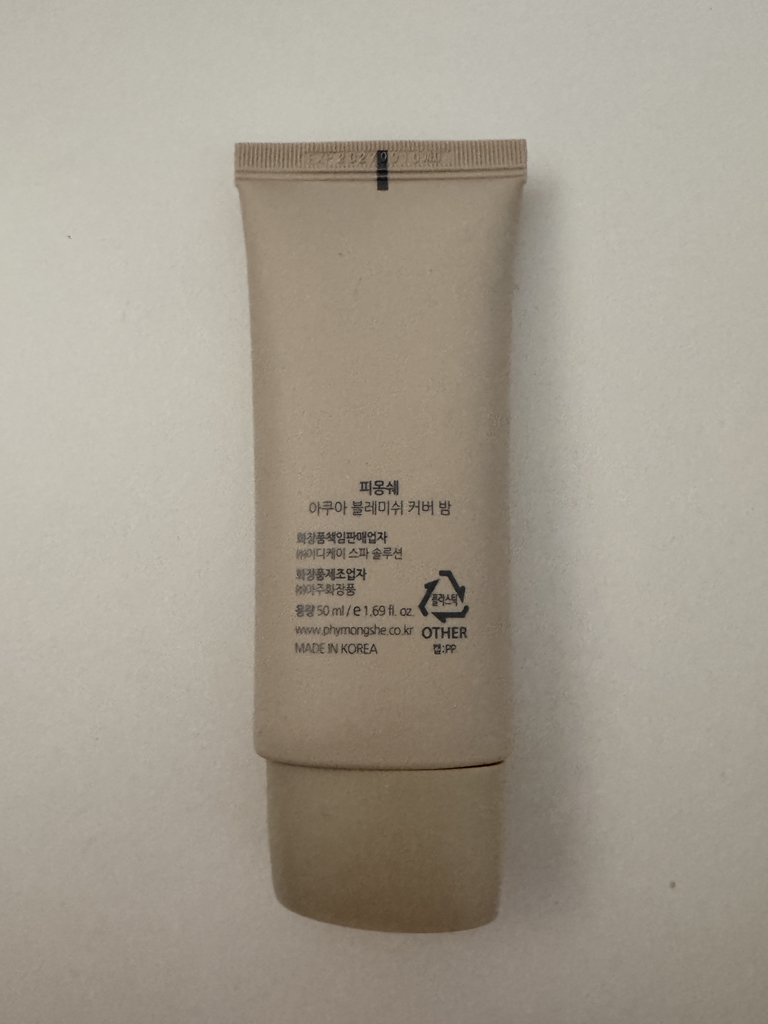 피몽쉐
아쿠아 블레미쉬 커버 밤
화장품책임판매업자
㈜이디케이 스파 솔루션
화장품제조업자
㈜아주화장품
용량 50 ml / e 1.69 fl. oz.
www.phymongshe.co.kr
MADE IN KOREA
플라스틱
OTHER
캡:PP